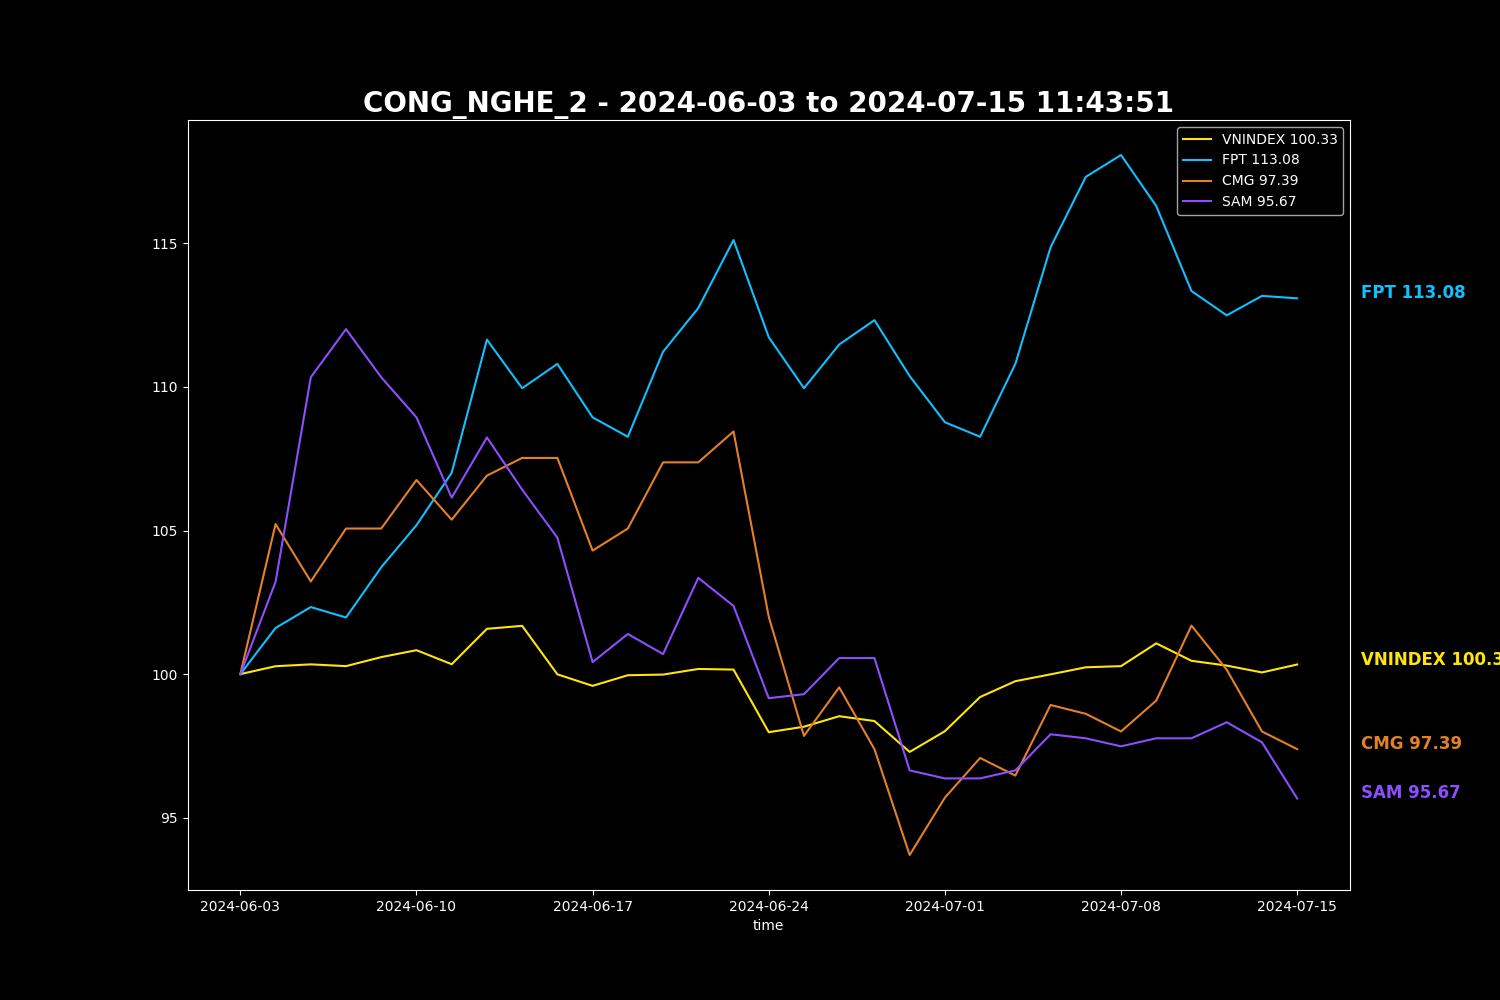 CONG_NGHE_2 - 2024-06-03 to 2024-07-15 11:43:51
VNINDEX 100.33
FPT 113.08
CMG 97.39
SAM 95.67
115
110
105
100
95
FPT 113.08
VNINDEX 100.3
CMG 97.39
SAM 95.67
2024-06-03
2024-06-10
2024-06-17
2024-06-24
2024-07-01
2024-07-08
2024-07-15
time